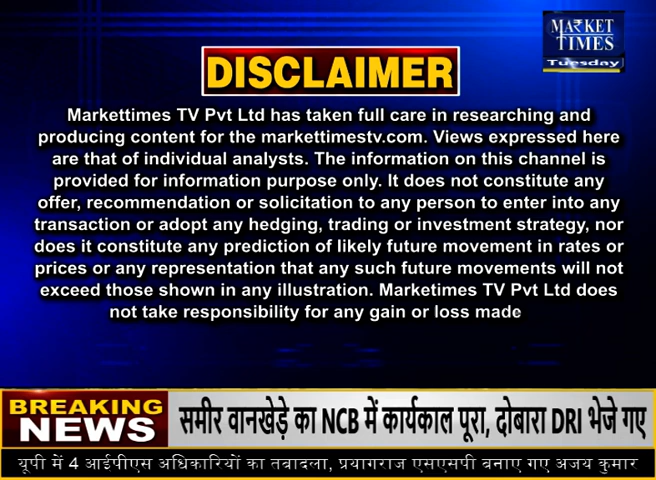 MARKET
TIMES
Tuesday
DISCLAIMER
Markettimes TV Pvt Ltd has taken full care in researching and
producing content for the markettimestv.com. Views expressed here
are that of individual analysts. The information on this channel is
provided for information purpose only. It does not constitute any
offer, recommendation or solicitation to any person to enter into any
transaction or adopt any hedging, trading or investment strategy, nor
does it constitute any prediction of likely future movement in rates or
prices or any representation that any such future movements will not
exceed those shown in any illustration. Marketimes TV Pvt Ltd does
not take responsibility for any gain or loss made
BREAKING
NEWS
समीर वानखेड़े का NCB में कार्यकाल पूरा, दोबारा DRI भेजे गए
यूपी में 4 आईपीएस अधिकारियों का तबादला, प्रयागराज एसएसपी बनाए गए अजय कुमार